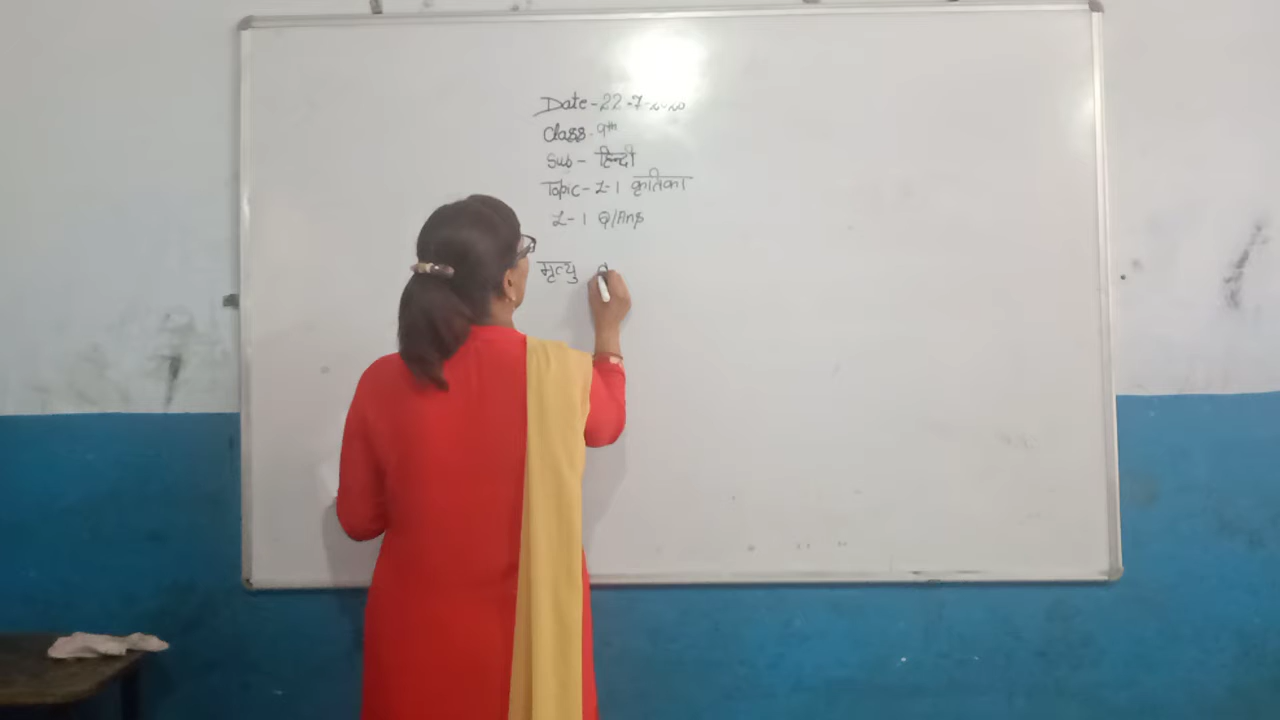 Date - 22-7-2020
Class - 9th
Sub - हिन्दी
Topic - L-1 कृतिका
L-1 Q/Ans
मृत्यु